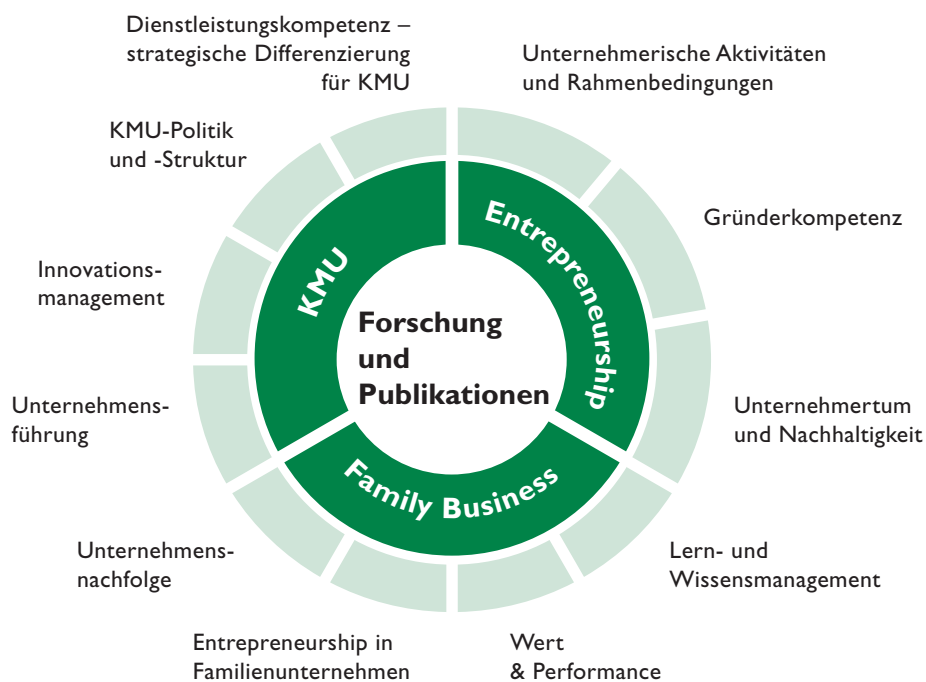 Dienstleistungskompetenz –
strategische Differenzierung
für KMU
Unternehmerische Aktivitäten
und Rahmenbedingungen
KMU-Politik
und -Struktur
Gründerkompetenz
Innovations-
management
KMU
Entrepreneurship
Forschung
und
Publikationen
Unternehmens-
führung
Unternehmertum
und Nachhaltigkeit
Family Business
Unternehmens-
nachfolge
Lern- und
Wissensmanagement
Entrepreneurship in
Familienunternehmen
Wert
& Performance